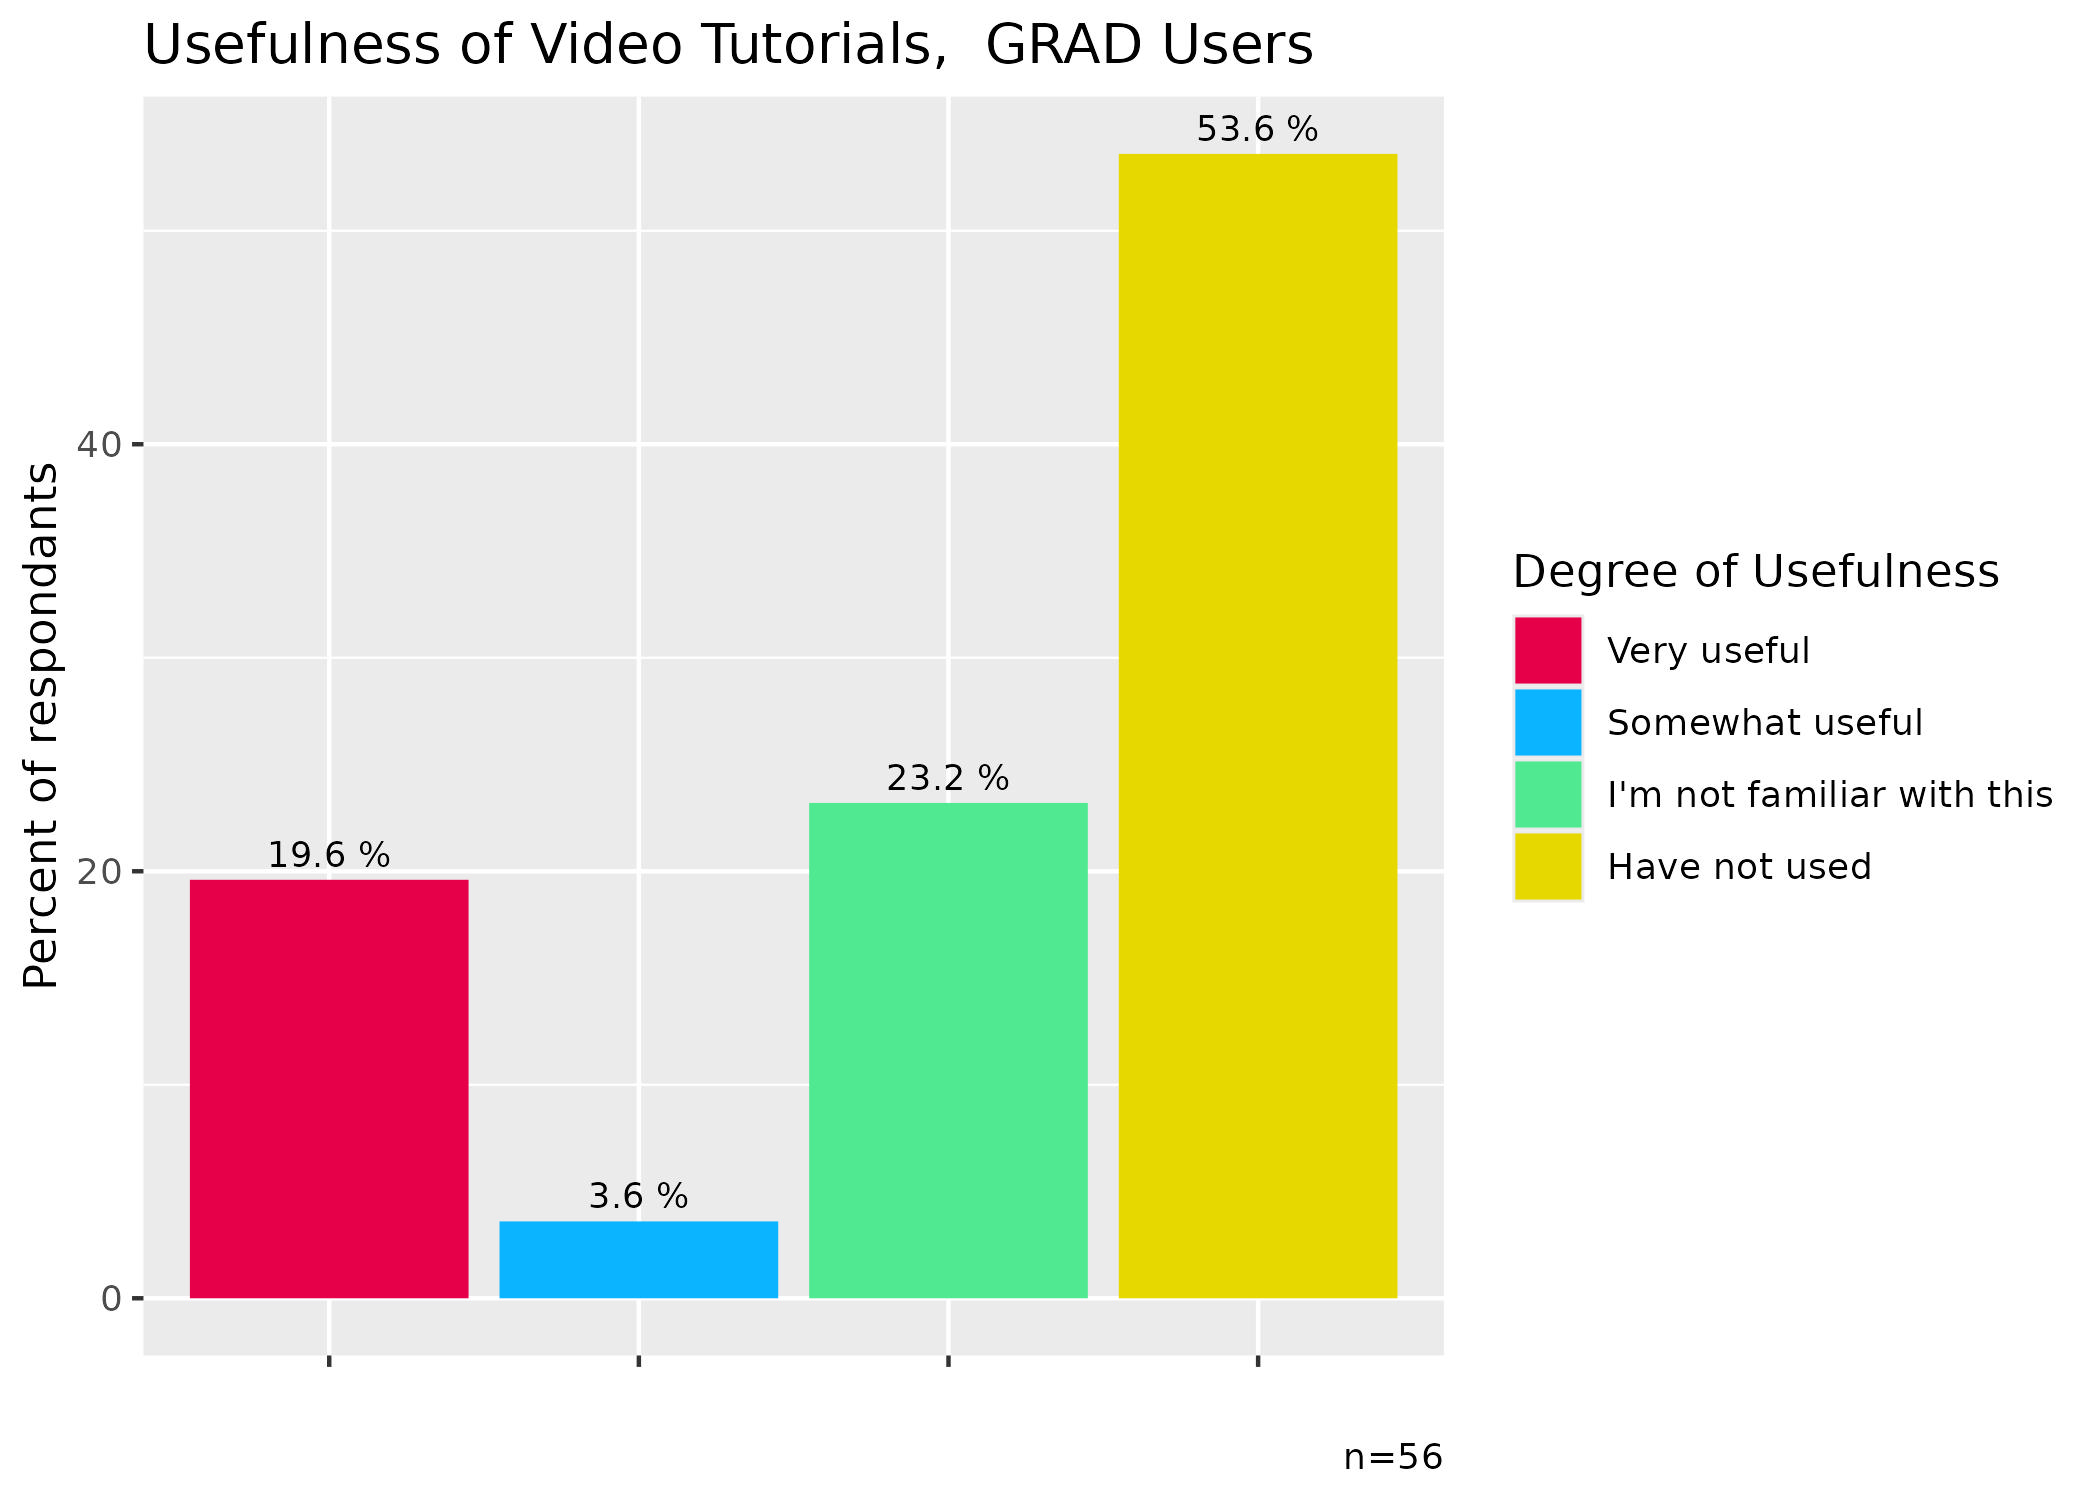 Usefulness of Video Tutorials,  GRAD Users
Percent of respondants
40
20
0
19.6 %
3.6 %
23.2 %
53.6 %
Degree of Usefulness
Very useful
Somewhat useful
I'm not familiar with this
Have not used
n=56